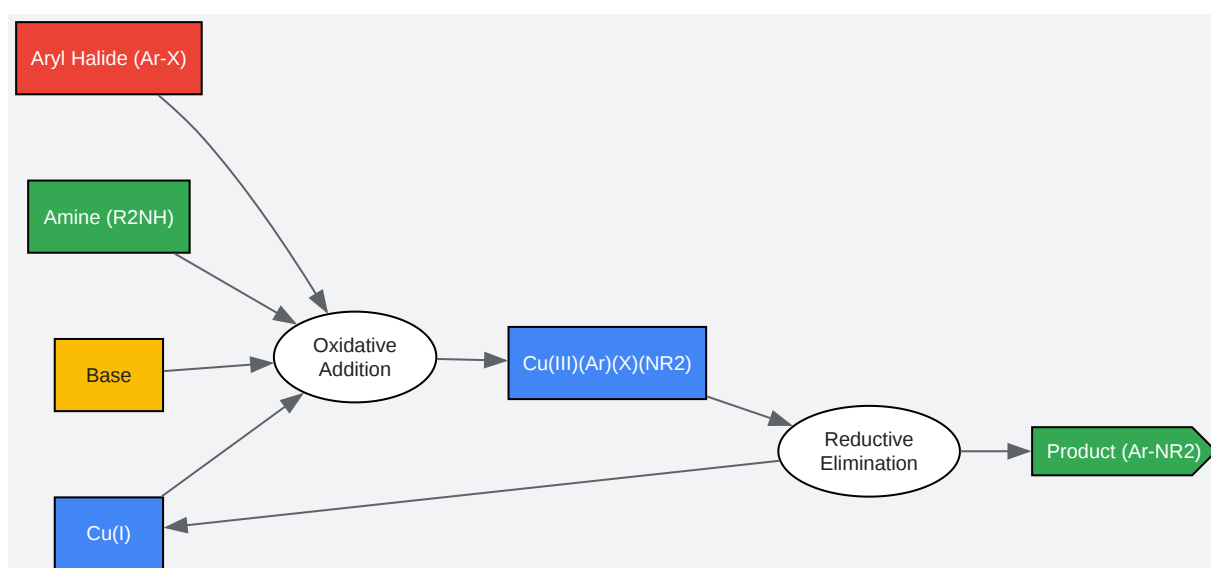 Aryl Halide (Ar-X)
Amine (R2NH)
Base
Cu(I)
Oxidative
Addition
Cu(III)(Ar)(X)(NR2)
Reductive
Elimination
Product (Ar-NR2)